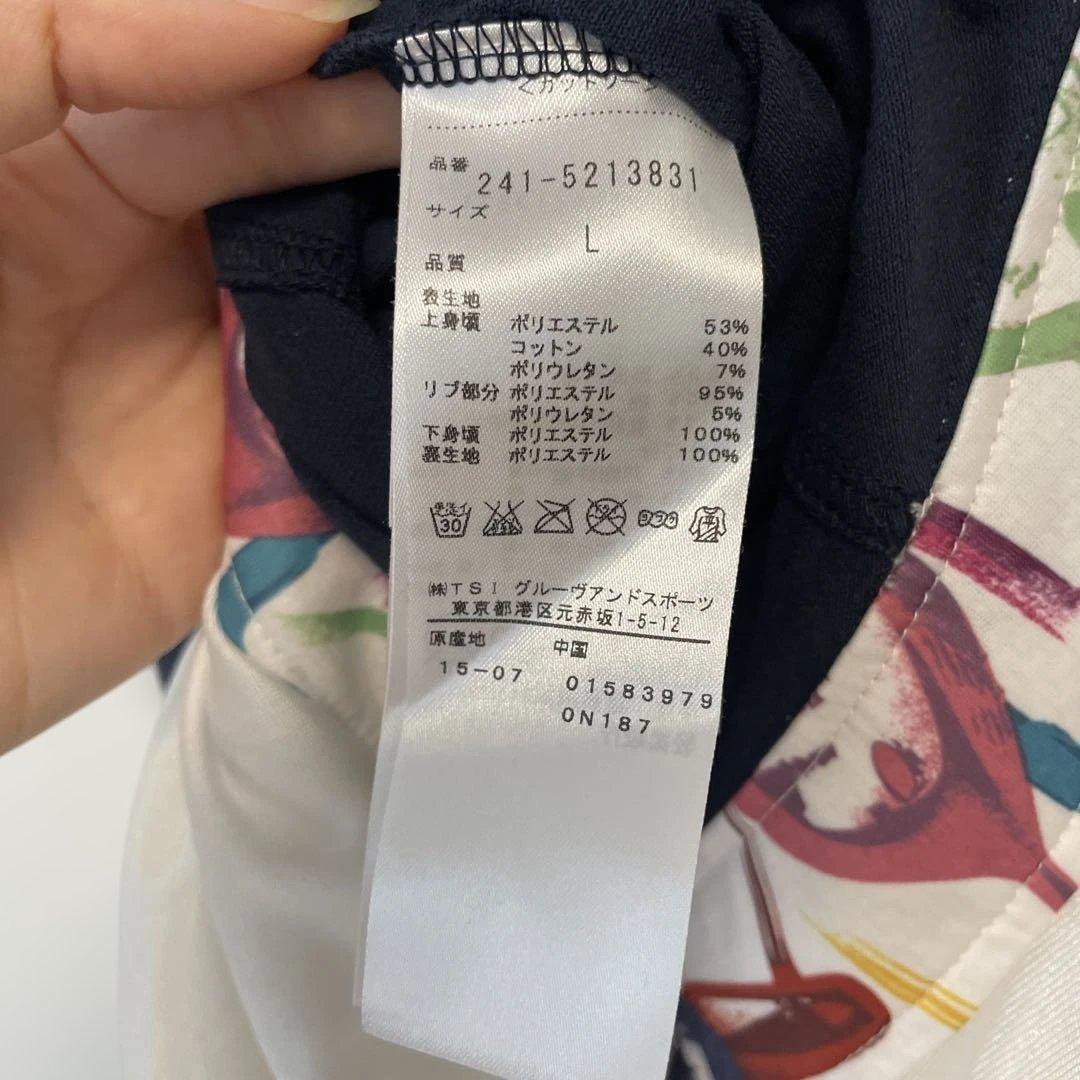 <カットソー
品番
241-5213831
サイズ
L
品質
表生地
上身頃 ポリエステル 53%
コットン 40%
ポリウレタン 7%
リブ部分 ポリエステル 95%
ポリウレタン 5%
下身頃 ポリエステル 100%
裏生地 ポリエステル 100%
30
㈱TSI グルーヴアンドスポーツ
東京都港区元赤坂1-5-12
原産地 中国
15-07 01583979
0N187